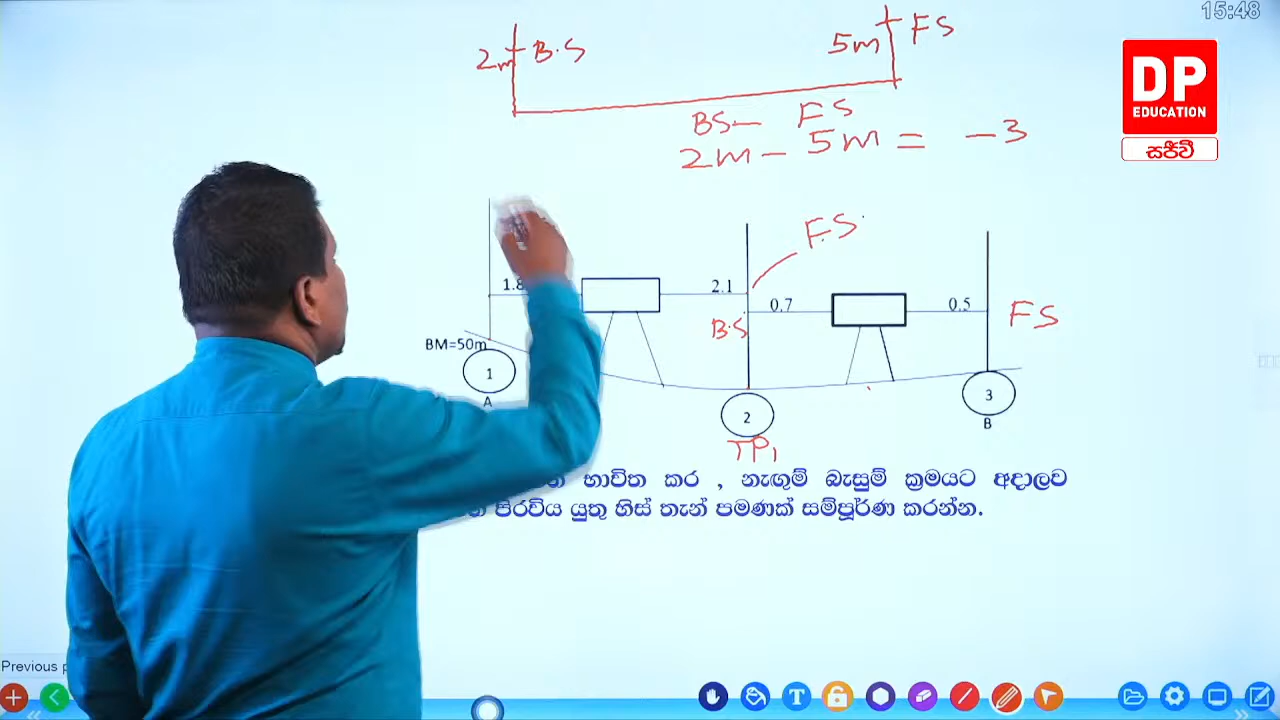 15:48
2m B.S
5m FS
DP
EDUCATION
සජීවී
BS- FS
2m - 5m = -3
F.S.
1.8
2.1
0.7
0.5
FS
B.S
BM=50m
1
A
2
3
B
TP1
භාවිත කර , නැඟුම් බැසුම් ක්‍රමයට අදාලව
පිරවිය යුතු හිස් තැන් පමණක් සම්පූර්ණ කරන්න.
Previous